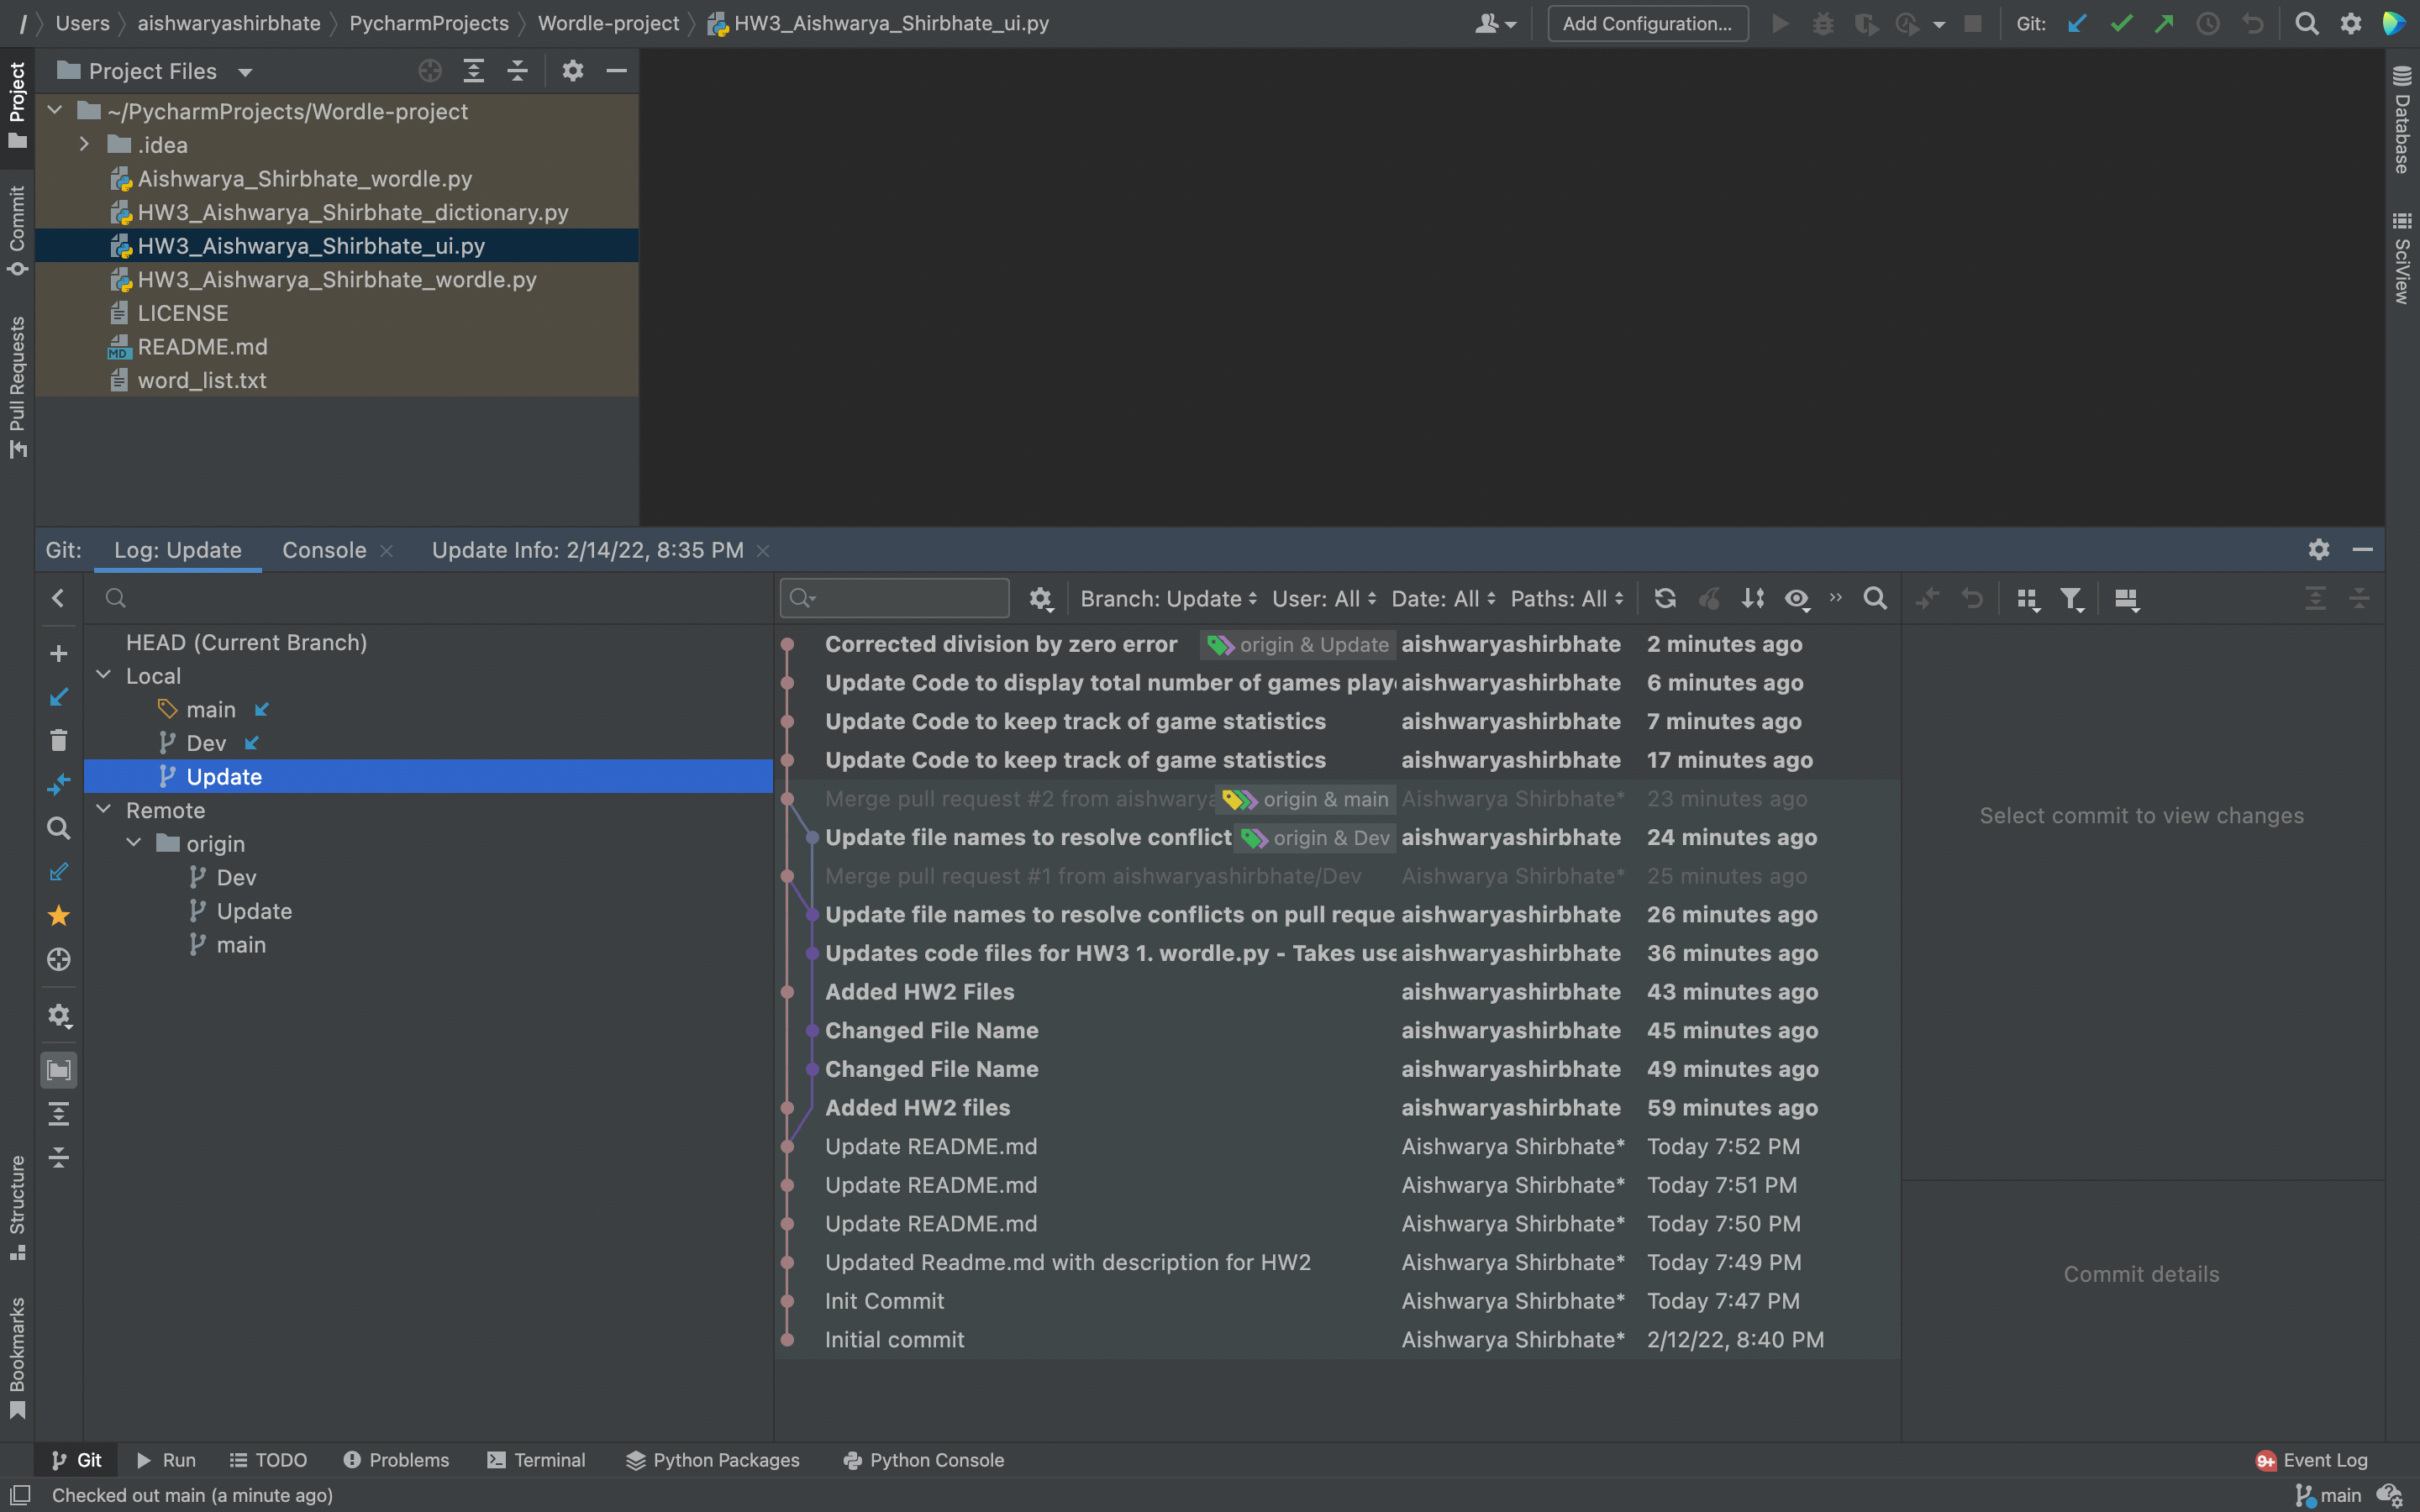 / Users aishwaryashirbhate PycharmProjects Wordle-project HW3_Aishwarya_Shirbhate_ui.py
Add Configuration...
Git:
Project
Commit
Pull Requests
Structure
Bookmarks
Project Files
~/PycharmProjects/Wordle-project
.idea
Aishwarya_Shirbhate_wordle.py
HW3_Aishwarya_Shirbhate_dictionary.py
HW3_Aishwarya_Shirbhate_ui.py
HW3_Aishwarya_Shirbhate_wordle.py
LICENSE
MD README.md
word_list.txt
Database
SciView
Git: Log: Update Console Update Info: 2/14/22, 8:35 PM
HEAD (Current Branch)
Local
main
Dev
Update
Remote
origin
Dev
Update
main
Branch: Update User: All Date: All Paths: All
Corrected division by zero error origin & Update aishwaryashirbhate 2 minutes ago
Update Code to display total number of games play aishwaryashirbhate 6 minutes ago
Update Code to keep track of game statistics aishwaryashirbhate 7 minutes ago
Update Code to keep track of game statistics aishwaryashirbhate 17 minutes ago
Merge pull request #2 from aishwarya origin & main Aishwarya Shirbhate* 23 minutes ago
Update file names to resolve conflict origin & Dev aishwaryashirbhate 24 minutes ago
Merge pull request #1 from aishwaryashirbhate/Dev Aishwarya Shirbhate* 25 minutes ago
Update file names to resolve conflicts on pull reque aishwaryashirbhate 26 minutes ago
Updates code files for HW3 1. wordle.py - Takes use aishwaryashirbhate 36 minutes ago
Added HW2 Files aishwaryashirbhate 43 minutes ago
Changed File Name aishwaryashirbhate 45 minutes ago
Changed File Name aishwaryashirbhate 49 minutes ago
Added HW2 files aishwaryashirbhate 59 minutes ago
Update README.md Aishwarya Shirbhate* Today 7:52 PM
Update README.md Aishwarya Shirbhate* Today 7:51 PM
Update README.md Aishwarya Shirbhate* Today 7:50 PM
Updated Readme.md with description for HW2 Aishwarya Shirbhate* Today 7:49 PM
Init Commit Aishwarya Shirbhate* Today 7:47 PM
Initial commit Aishwarya Shirbhate* 2/12/22, 8:40 PM
Select commit to view changes
Commit details
Git Run TODO Problems Terminal Python Packages Python Console 9+ Event Log
Checked out main (a minute ago) main